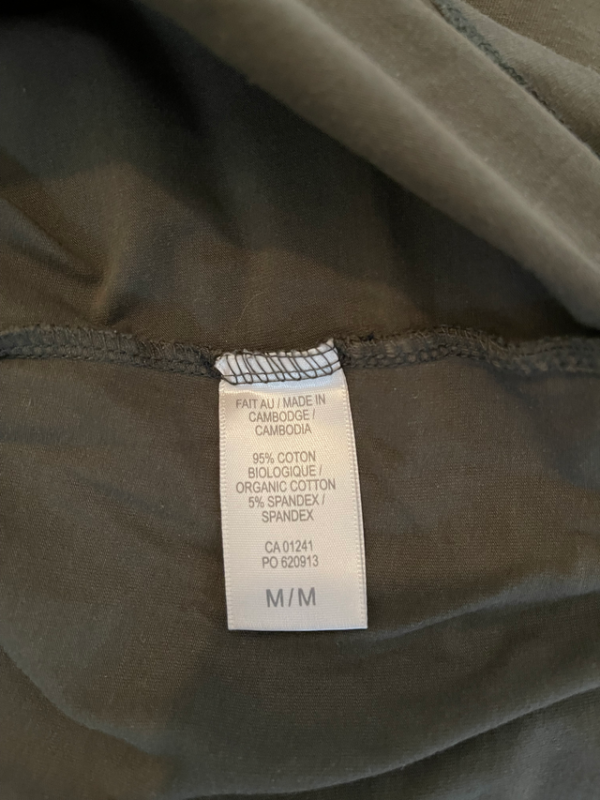 FAIT AU / MADE IN
CAMBODGE /
CAMBODIA
95% COTON
BIOLOGIQUE /
ORGANIC COTTON
5% SPANDEX /
SPANDEX
CA 01241
PO 620913
M / M